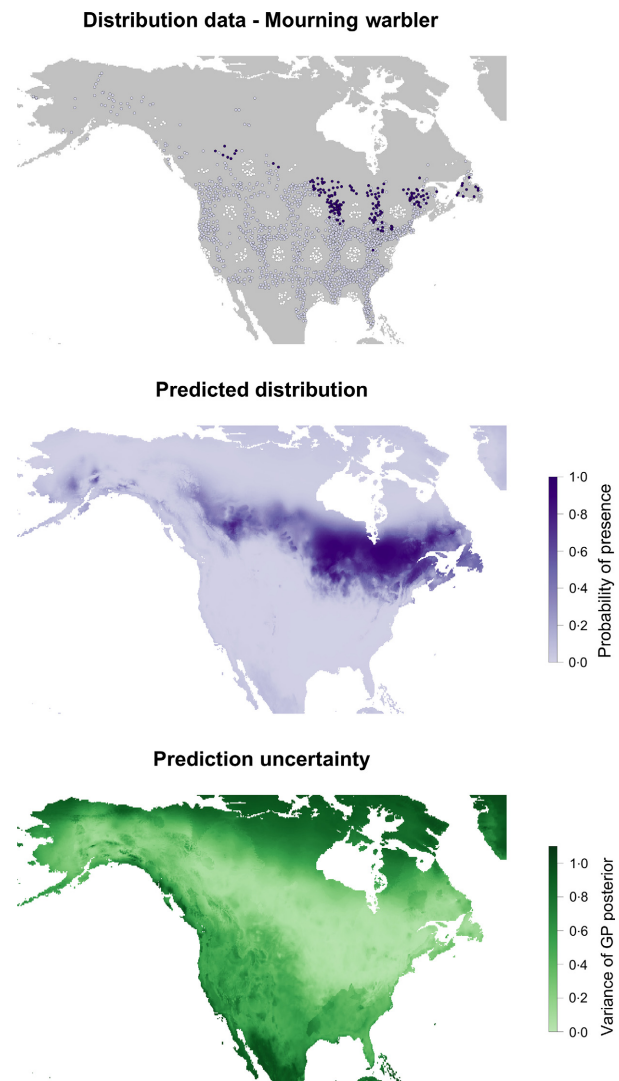 Distribution data - Mourning warbler
Predicted distribution
1·0
0·8
0·6
0·4
0·2
0·0
Probability of presence
Prediction uncertainty
1·0
0·8
0·6
0·4
0·2
0·0
Variance of GP posterior